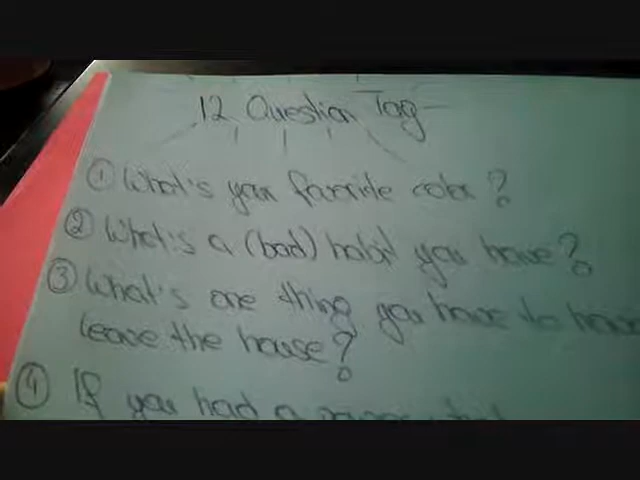 12 Question Tag
① What's your favorite color?
② What's a (bad) habit you have?
③ What's one thing you have to have
leave the house?
④ If you had a